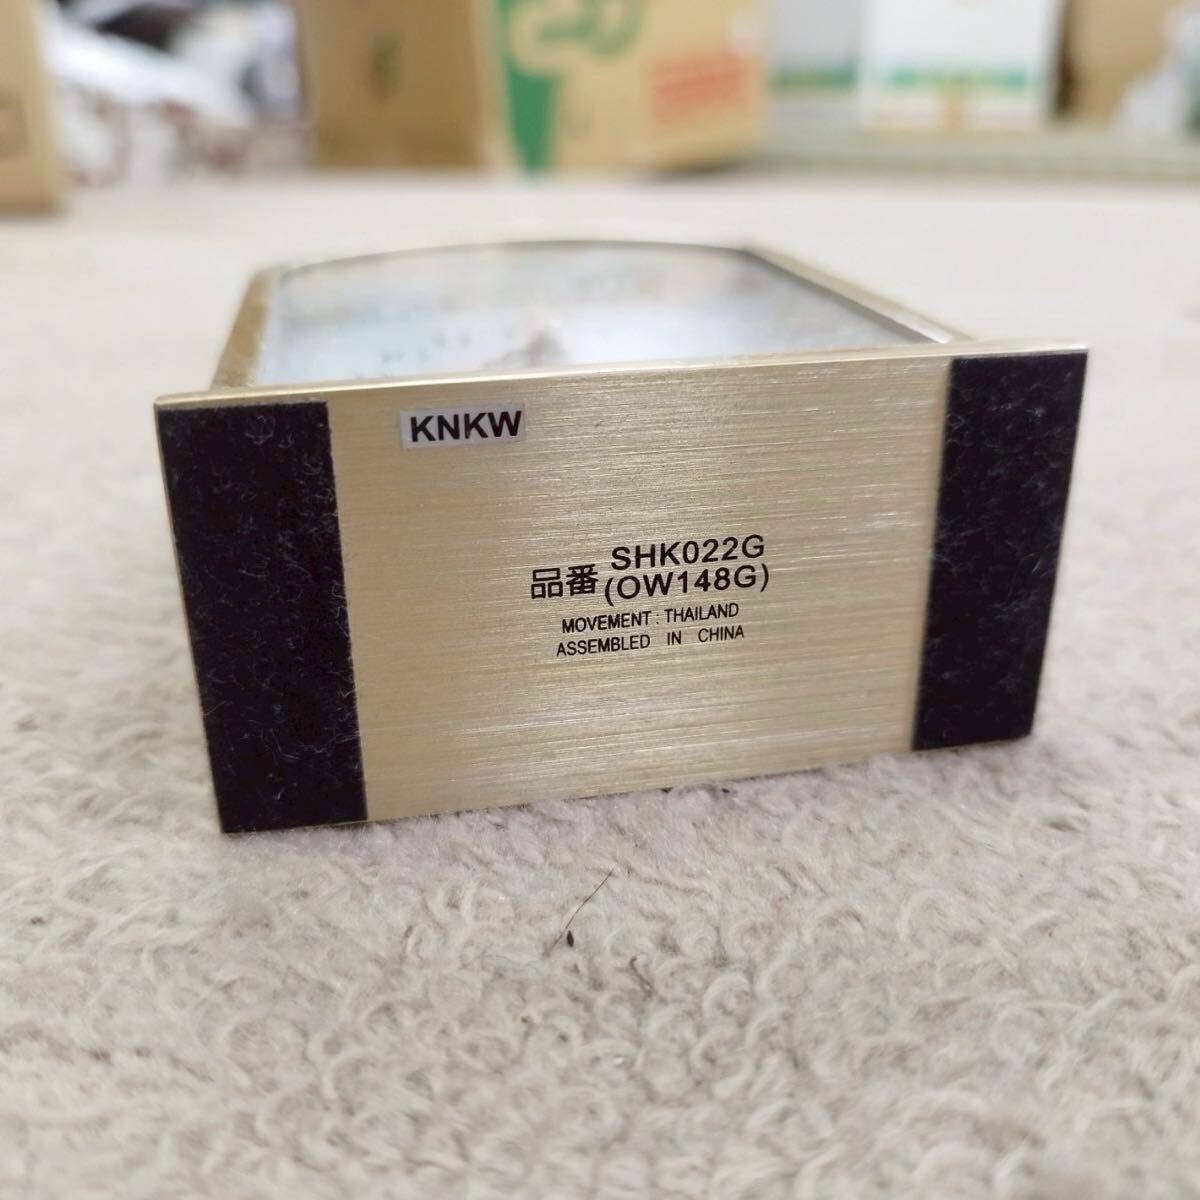 KNKW
品番 SHK022G
(OW148G)
MOVEMENT : THAILAND
ASSEMBLED IN CHINA